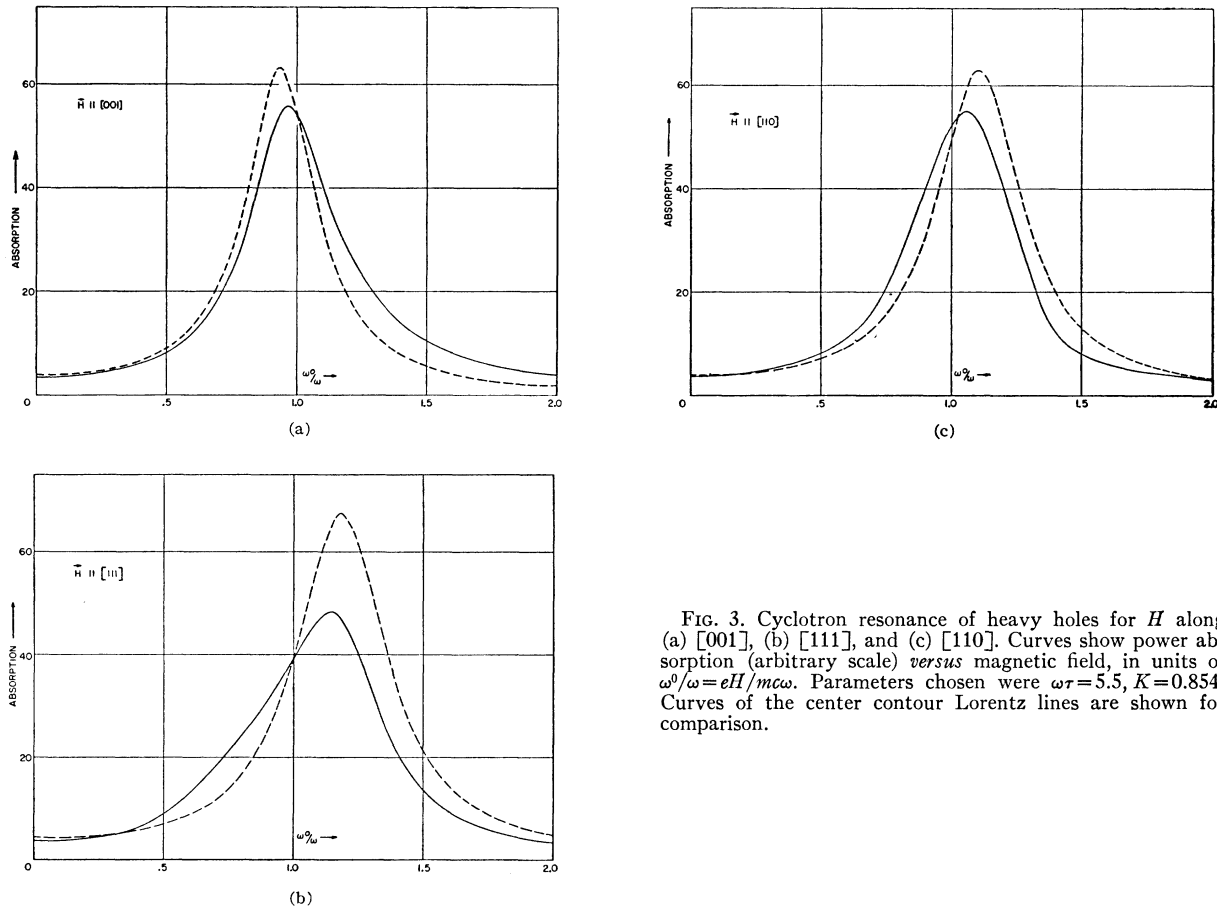 60
H̄ II [001]
ABSORPTION
40
20
ω⁰/ω
0
.5
1.0
1.5
2.0
(a)
60
H⃗ II [110]
ABSORPTION
40
20
ω⁰/ω
0
.5
1.0
1.5
2.0
(c)
60
H⃗ II [111]
ABSORPTION
40
20
ω⁰/ω
0
.5
1.0
1.5
2.0
(b)
FIG. 3. Cyclotron resonance of heavy holes for H along
(a) [001], (b) [111], and (c) [110]. Curves show power ab-
sorption (arbitrary scale) versus magnetic field, in units o
ω⁰/ω=eH/mcω. Parameters chosen were ωτ=5.5, K=0.854
Curves of the center contour Lorentz lines are shown fo
comparison.